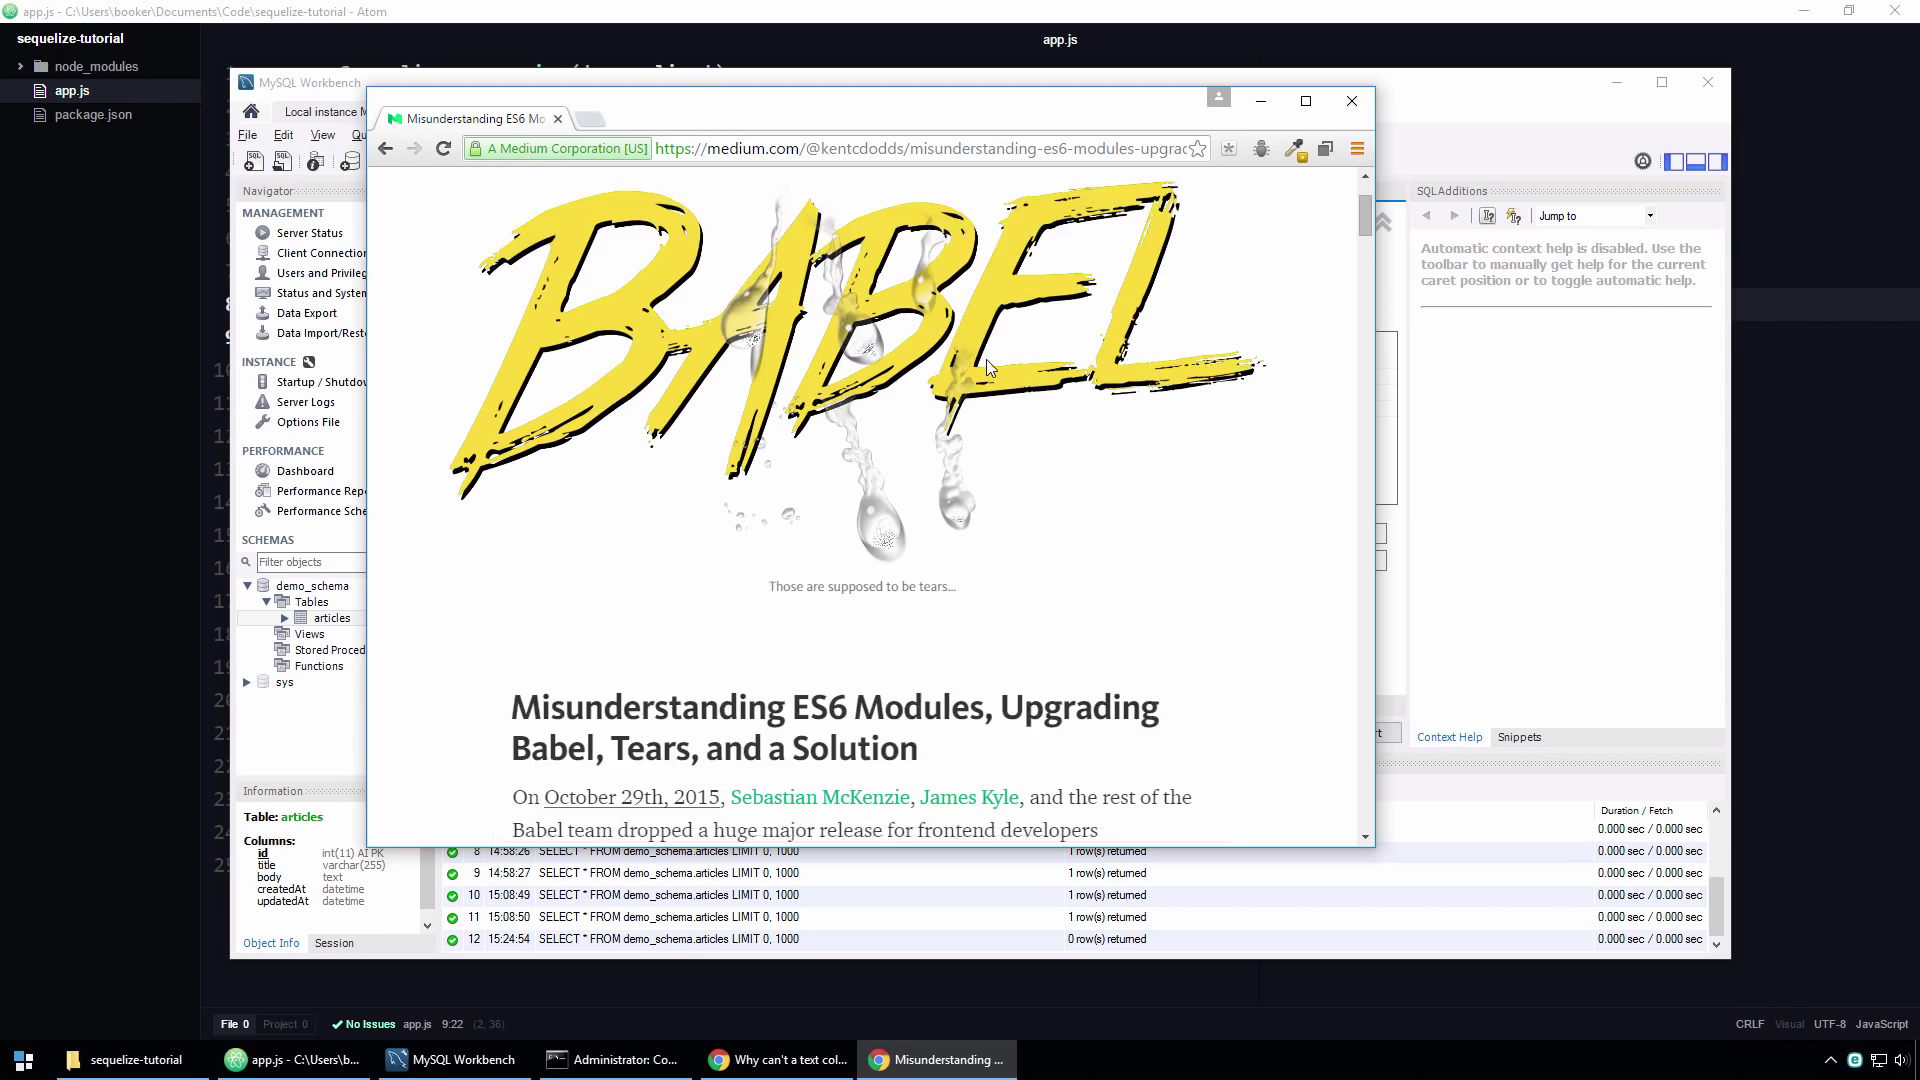 app.js - C:\Users\booker\Documents\Code\sequelize-tutorial - Atom
sequelize-tutorial
node_modules
app.js
package.json
app.js
MySQL Workbench
Local instance M
File Edit View Qu
Navigator
MANAGEMENT
Server Status
Client Connection
Users and Privileg
Status and System
Data Export
Data Import/Resto
INSTANCE
Startup / Shutdow
Server Logs
Options File
PERFORMANCE
Dashboard
Performance Repo
Performance Sche
SCHEMAS
Filter objects
demo_schema
Tables
articles
Views
Stored Proced
Functions
sys
Information
Table: articles
Columns:
id int(11) AI PK
title varchar(255)
body text
createdAt datetime
updatedAt datetime
Object Info Session
Misunderstanding ES6 Mo
A Medium Corporation [US] https://medium.com/@kentcdodds/misunderstanding-es6-modules-upgrac
BABEL
Those are supposed to be tears...
Misunderstanding ES6 Modules, Upgrading
Babel, Tears, and a Solution
On October 29th, 2015, Sebastian McKenzie, James Kyle, and the rest of the
Babel team dropped a huge major release for frontend developers
SQLAdditions
Jump to
Automatic context help is disabled. Use the
toolbar to manually get help for the current
caret position or to toggle automatic help.
Context Help Snippets
Duration / Fetch
0.000 sec / 0.000 sec
8 14:58:26 SELECT * FROM demo_schema.articles LIMIT 0, 1000 1 row(s) returned 0.000 sec / 0.000 sec
9 14:58:27 SELECT * FROM demo_schema.articles LIMIT 0, 1000 1 row(s) returned 0.000 sec / 0.000 sec
10 15:08:49 SELECT * FROM demo_schema.articles LIMIT 0, 1000 1 row(s) returned 0.000 sec / 0.000 sec
11 15:08:50 SELECT * FROM demo_schema.articles LIMIT 0, 1000 1 row(s) returned 0.000 sec / 0.000 sec
12 15:24:54 SELECT * FROM demo_schema.articles LIMIT 0, 1000 0 row(s) returned 0.000 sec / 0.000 sec
File 0 Project 0 No Issues app.js 9:22 (2, 36) CRLF Visual UTF-8 JavaScript
sequelize-tutorial app.js - C:\Users\b... MySQL Workbench Administrator: Co... Why can't a text col... Misunderstanding ...